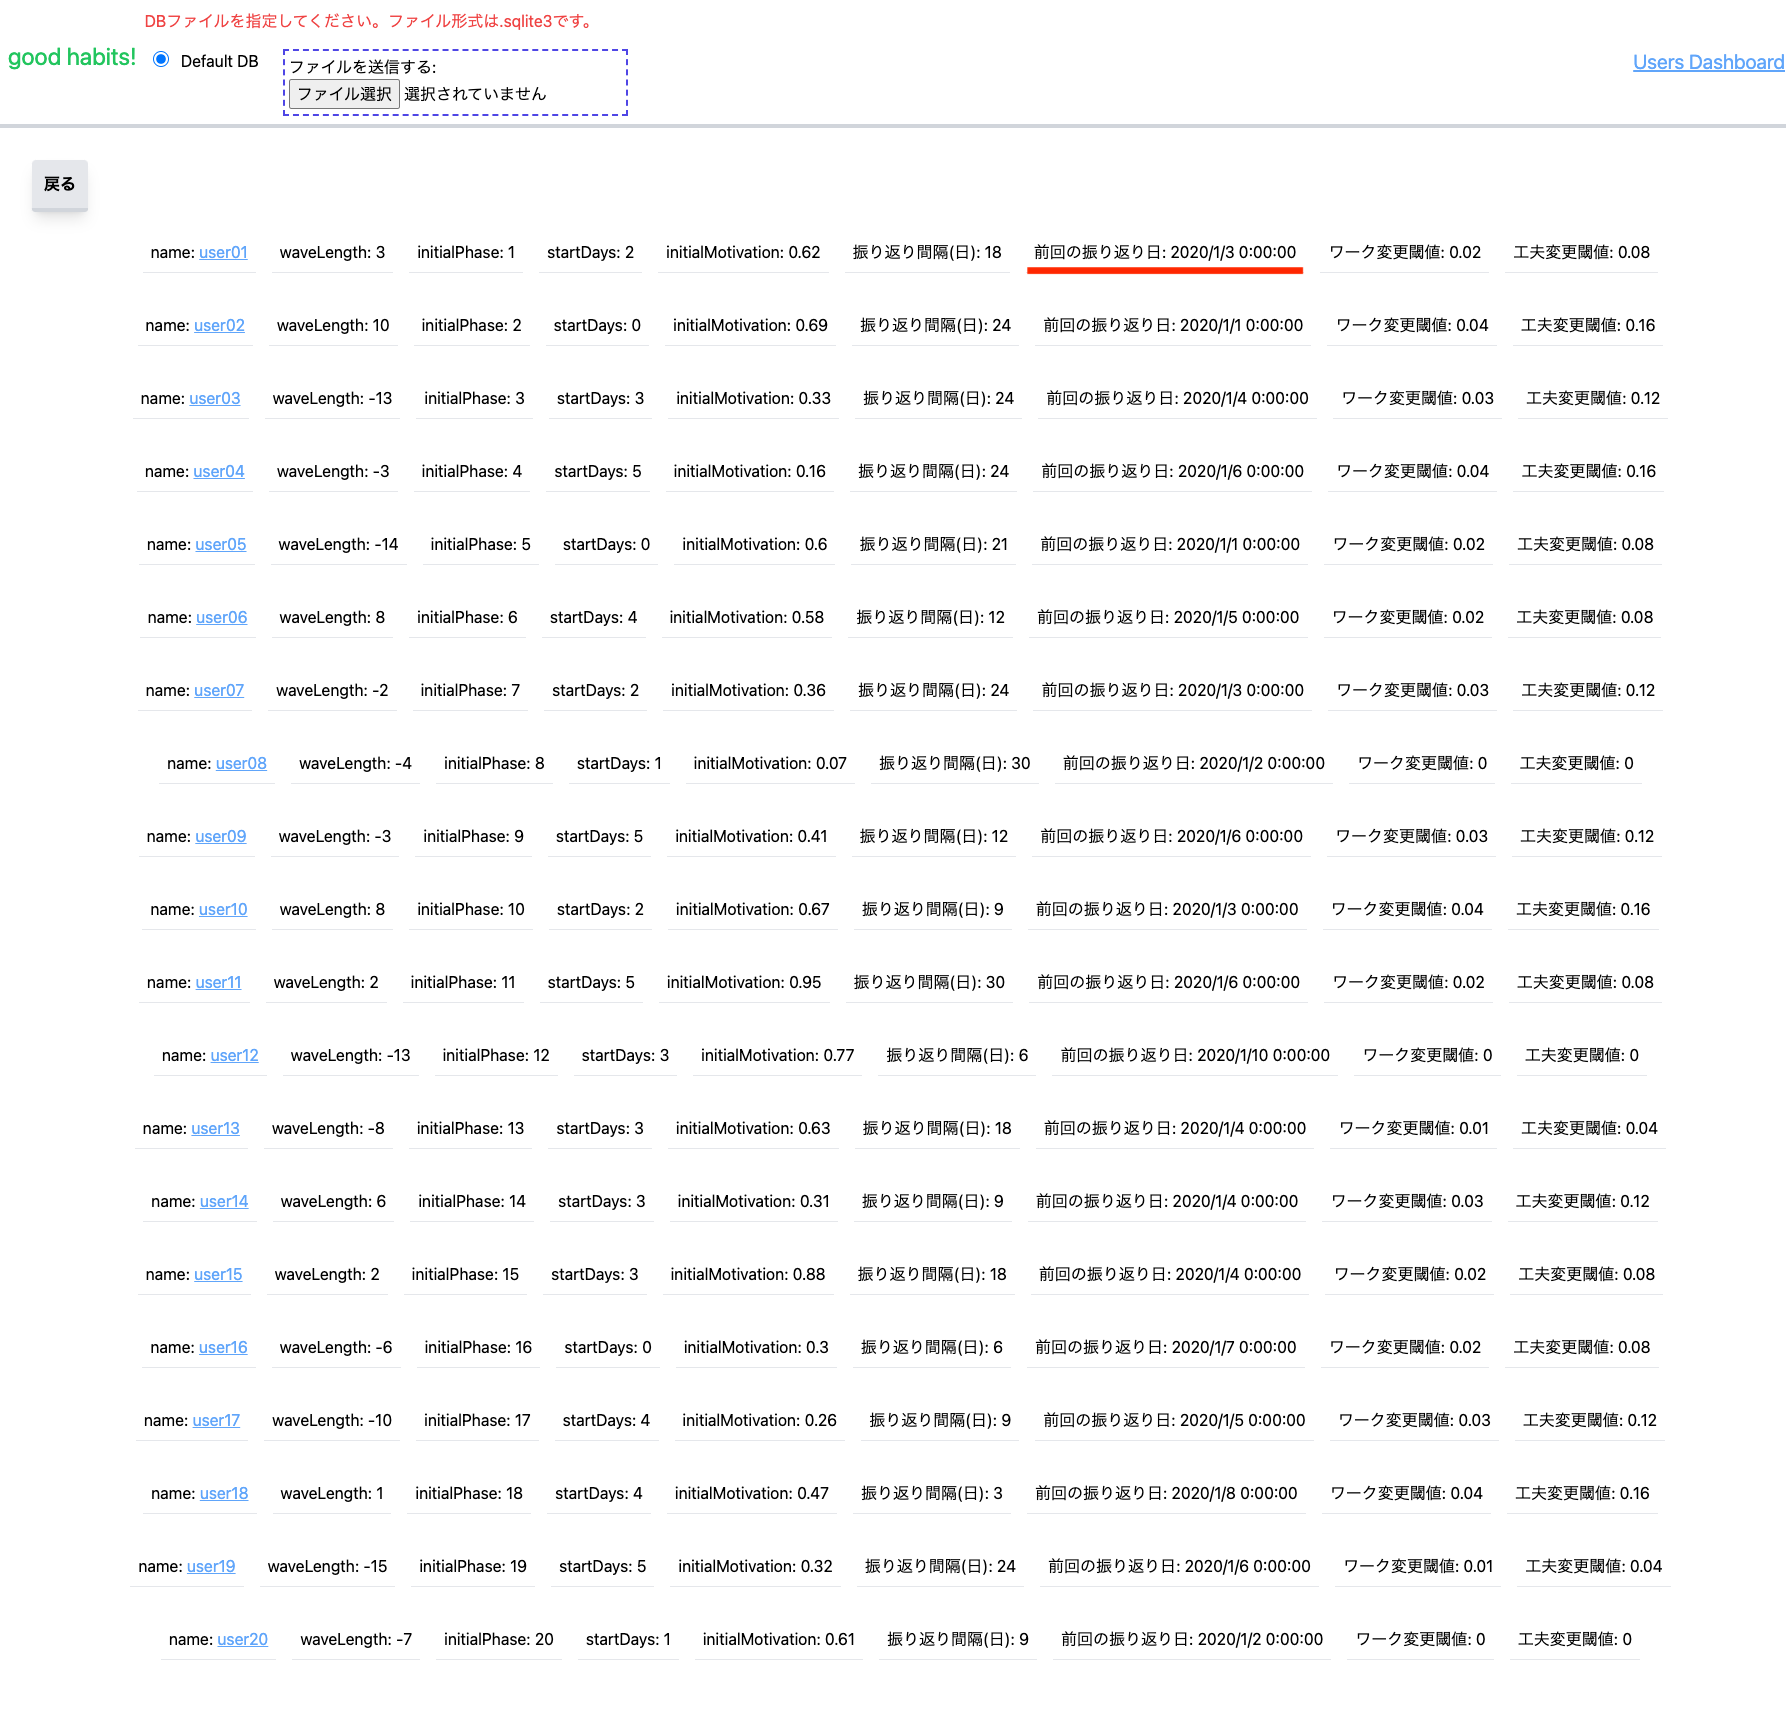 DBファイルを指定してください。ファイル形式は.sqlite3です。
good habits! Default DB ファイルを送信する: Users Dashboard
ファイル選択 選択されていません
戻る
name: user01 waveLength: 3 initialPhase: 1 startDays: 2 initialMotivation: 0.62 振り返り間隔(日): 18 前回の振り返り日: 2020/1/3 0:00:00 ワーク変更閾値: 0.02 工夫変更閾値: 0.08
name: user02 waveLength: 10 initialPhase: 2 startDays: 0 initialMotivation: 0.69 振り返り間隔(日): 24 前回の振り返り日: 2020/1/1 0:00:00 ワーク変更閾値: 0.04 工夫変更閾値: 0.16
name: user03 waveLength: -13 initialPhase: 3 startDays: 3 initialMotivation: 0.33 振り返り間隔(日): 24 前回の振り返り日: 2020/1/4 0:00:00 ワーク変更閾値: 0.03 工夫変更閾値: 0.12
name: user04 waveLength: -3 initialPhase: 4 startDays: 5 initialMotivation: 0.16 振り返り間隔(日): 24 前回の振り返り日: 2020/1/6 0:00:00 ワーク変更閾値: 0.04 工夫変更閾値: 0.16
name: user05 waveLength: -14 initialPhase: 5 startDays: 0 initialMotivation: 0.6 振り返り間隔(日): 21 前回の振り返り日: 2020/1/1 0:00:00 ワーク変更閾値: 0.02 工夫変更閾値: 0.08
name: user06 waveLength: 8 initialPhase: 6 startDays: 4 initialMotivation: 0.58 振り返り間隔(日): 12 前回の振り返り日: 2020/1/5 0:00:00 ワーク変更閾値: 0.02 工夫変更閾値: 0.08
name: user07 waveLength: -2 initialPhase: 7 startDays: 2 initialMotivation: 0.36 振り返り間隔(日): 24 前回の振り返り日: 2020/1/3 0:00:00 ワーク変更閾値: 0.03 工夫変更閾値: 0.12
name: user08 waveLength: -4 initialPhase: 8 startDays: 1 initialMotivation: 0.07 振り返り間隔(日): 30 前回の振り返り日: 2020/1/2 0:00:00 ワーク変更閾値: 0 工夫変更閾値: 0
name: user09 waveLength: -3 initialPhase: 9 startDays: 5 initialMotivation: 0.41 振り返り間隔(日): 12 前回の振り返り日: 2020/1/6 0:00:00 ワーク変更閾値: 0.03 工夫変更閾値: 0.12
name: user10 waveLength: 8 initialPhase: 10 startDays: 2 initialMotivation: 0.67 振り返り間隔(日): 9 前回の振り返り日: 2020/1/3 0:00:00 ワーク変更閾値: 0.04 工夫変更閾値: 0.16
name: user11 waveLength: 2 initialPhase: 11 startDays: 5 initialMotivation: 0.95 振り返り間隔(日): 30 前回の振り返り日: 2020/1/6 0:00:00 ワーク変更閾値: 0.02 工夫変更閾値: 0.08
name: user12 waveLength: -13 initialPhase: 12 startDays: 3 initialMotivation: 0.77 振り返り間隔(日): 6 前回の振り返り日: 2020/1/10 0:00:00 ワーク変更閾値: 0 工夫変更閾値: 0
name: user13 waveLength: -8 initialPhase: 13 startDays: 3 initialMotivation: 0.63 振り返り間隔(日): 18 前回の振り返り日: 2020/1/4 0:00:00 ワーク変更閾値: 0.01 工夫変更閾値: 0.04
name: user14 waveLength: 6 initialPhase: 14 startDays: 3 initialMotivation: 0.31 振り返り間隔(日): 9 前回の振り返り日: 2020/1/4 0:00:00 ワーク変更閾値: 0.03 工夫変更閾値: 0.12
name: user15 waveLength: 2 initialPhase: 15 startDays: 3 initialMotivation: 0.88 振り返り間隔(日): 18 前回の振り返り日: 2020/1/4 0:00:00 ワーク変更閾値: 0.02 工夫変更閾値: 0.08
name: user16 waveLength: -6 initialPhase: 16 startDays: 0 initialMotivation: 0.3 振り返り間隔(日): 6 前回の振り返り日: 2020/1/7 0:00:00 ワーク変更閾値: 0.02 工夫変更閾値: 0.08
name: user17 waveLength: -10 initialPhase: 17 startDays: 4 initialMotivation: 0.26 振り返り間隔(日): 9 前回の振り返り日: 2020/1/5 0:00:00 ワーク変更閾値: 0.03 工夫変更閾値: 0.12
name: user18 waveLength: 1 initialPhase: 18 startDays: 4 initialMotivation: 0.47 振り返り間隔(日): 3 前回の振り返り日: 2020/1/8 0:00:00 ワーク変更閾値: 0.04 工夫変更閾値: 0.16
name: user19 waveLength: -15 initialPhase: 19 startDays: 5 initialMotivation: 0.32 振り返り間隔(日): 24 前回の振り返り日: 2020/1/6 0:00:00 ワーク変更閾値: 0.01 工夫変更閾値: 0.04
name: user20 waveLength: -7 initialPhase: 20 startDays: 1 initialMotivation: 0.61 振り返り間隔(日): 9 前回の振り返り日: 2020/1/2 0:00:00 ワーク変更閾値: 0 工夫変更閾値: 0